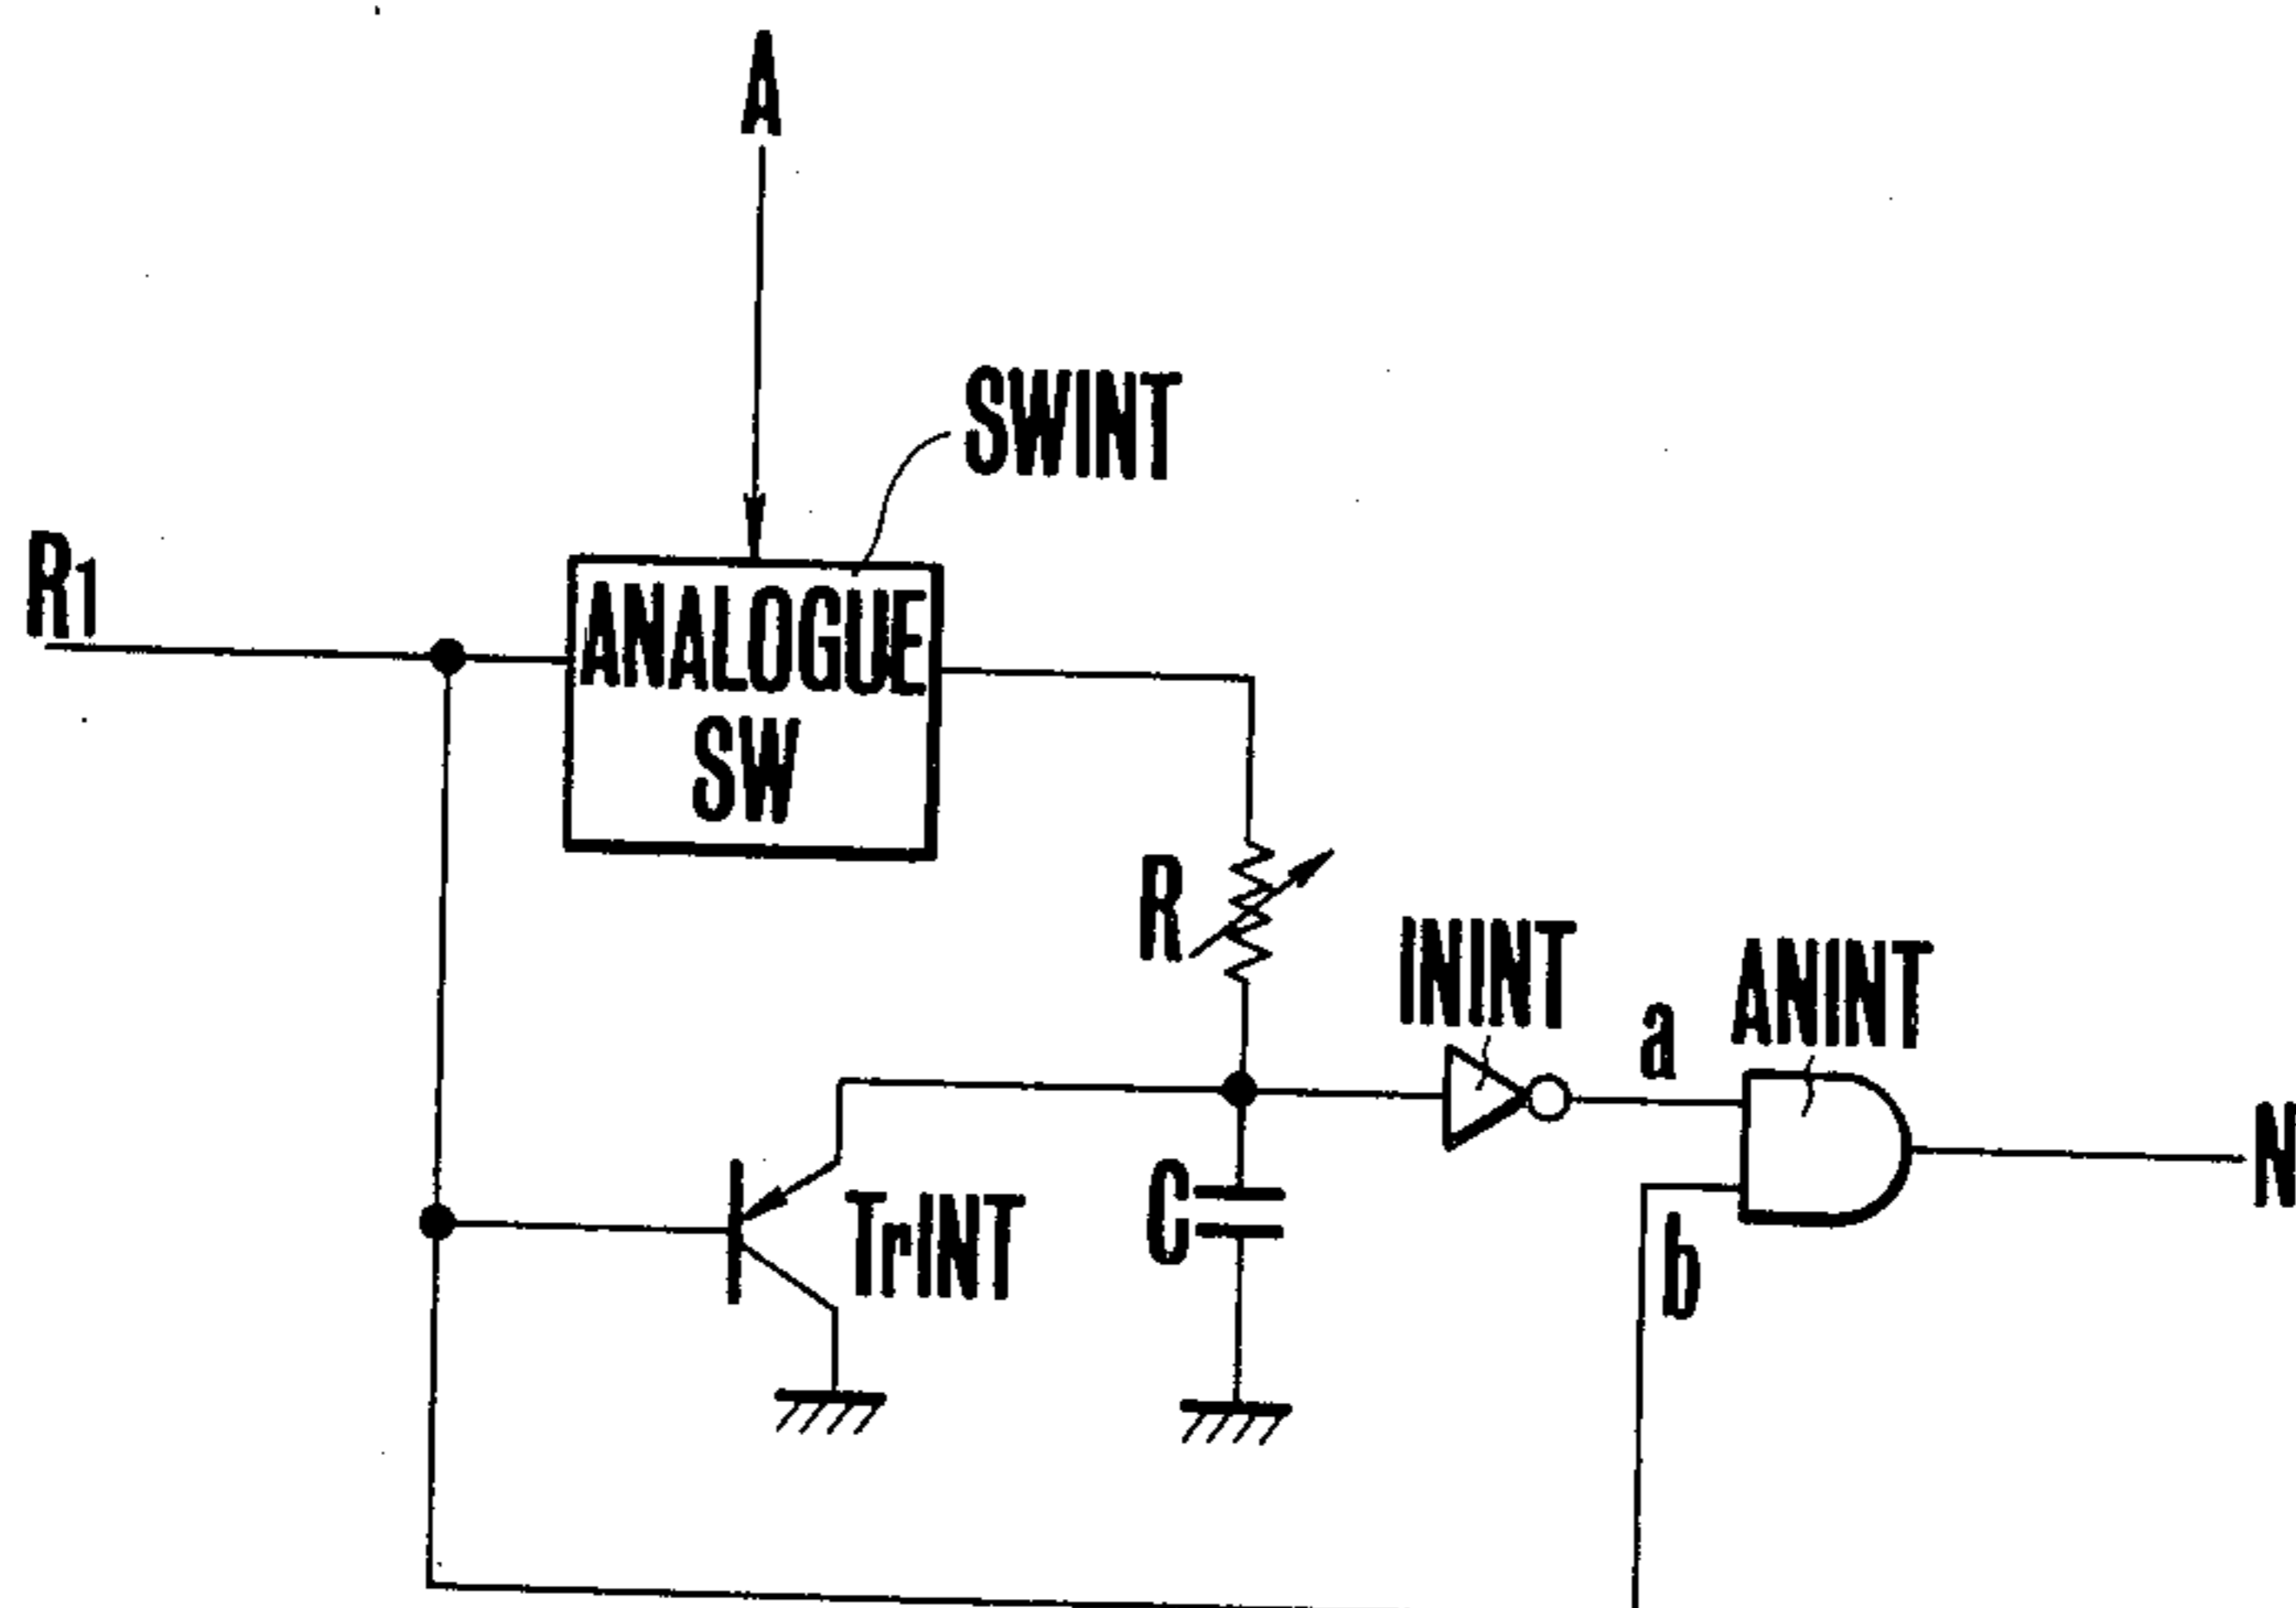 A
SWINT
R1
ANALOGUE
SW
R
ININT
a
ANINT
N
b
C
TrINT